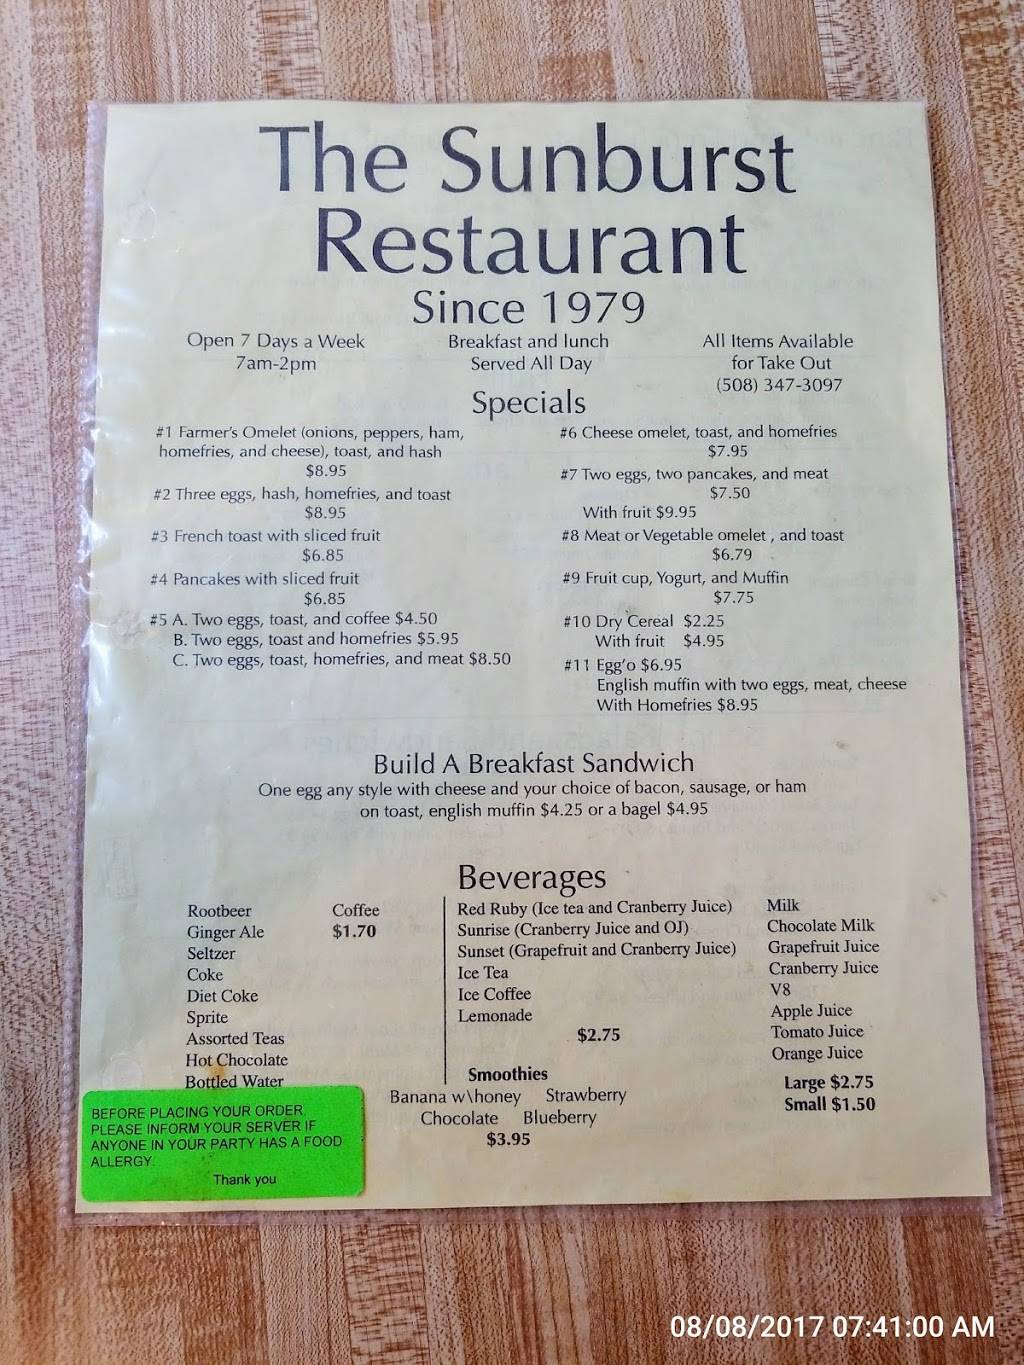 The Sunburst
Restaurant
Since 1979
Open 7 Days a Week
7am-2pm
Breakfast and lunch
Served All Day
All Items Available
for Take Out
(508) 347-3097
Specials
#1 Farmer's Omelet (onions, peppers, ham,
homefries, and cheese), toast, and hash
$8.95
#2 Three eggs, hash, homefries, and toast
$8.95
#3 French toast with sliced fruit
$6.85
#4 Pancakes with sliced fruit
$6.85
#5 A. Two eggs, toast, and coffee $4.50
B. Two eggs, toast and homefries $5.95
C. Two eggs, toast, homefries, and meat $8.50
#6 Cheese omelet, toast, and homefries
$7.95
#7 Two eggs, two pancakes, and meat
$7.50
With fruit $9.95
#8 Meat or Vegetable omelet , and toast
$6.79
#9 Fruit cup, Yogurt, and Muffin
$7.75
#10 Dry Cereal $2.25
With fruit $4.95
#11 Egg'o $6.95
English muffin with two eggs, meat, cheese
With Homefries $8.95
Build A Breakfast Sandwich
One egg any style with cheese and your choice of bacon, sausage, or ham
on toast, english muffin $4.25 or a bagel $4.95
Beverages
Rootbeer
Ginger Ale
Seltzer
Coke
Diet Coke
Sprite
Assorted Teas
Hot Chocolate
Bottled Water
Coffee
$1.70
Red Ruby (Ice tea and Cranberry Juice)
Sunrise (Cranberry Juice and OJ)
Sunset (Grapefruit and Cranberry Juice)
Ice Tea
Ice Coffee
Lemonade
$2.75
Smoothies
Banana w\honey Strawberry
Chocolate Blueberry
$3.95
Milk
Chocolate Milk
Grapefruit Juice
Cranberry Juice
V8
Apple Juice
Tomato Juice
Orange Juice
Large $2.75
Small $1.50
BEFORE PLACING YOUR ORDER,
PLEASE INFORM YOUR SERVER IF
ANYONE IN YOUR PARTY HAS A FOOD
ALLERGY.
Thank you
08/08/2017 07:41:00 AM